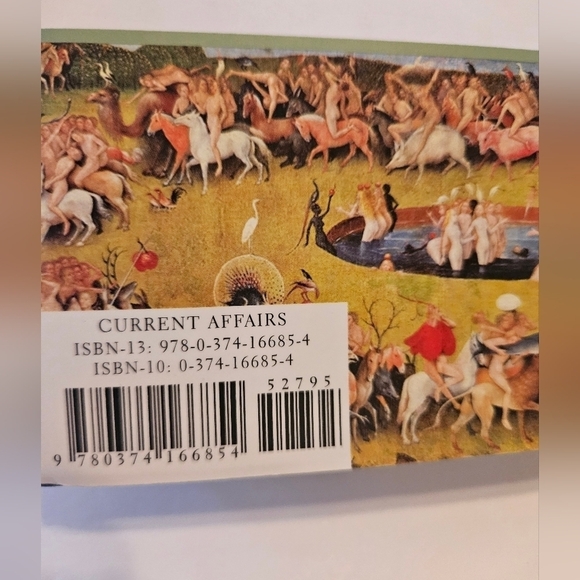 CURRENT AFFAIRS
ISBN-13: 978-0-374-16685-4
ISBN-10: 0-374-16685-4
52795
9 780374 166854